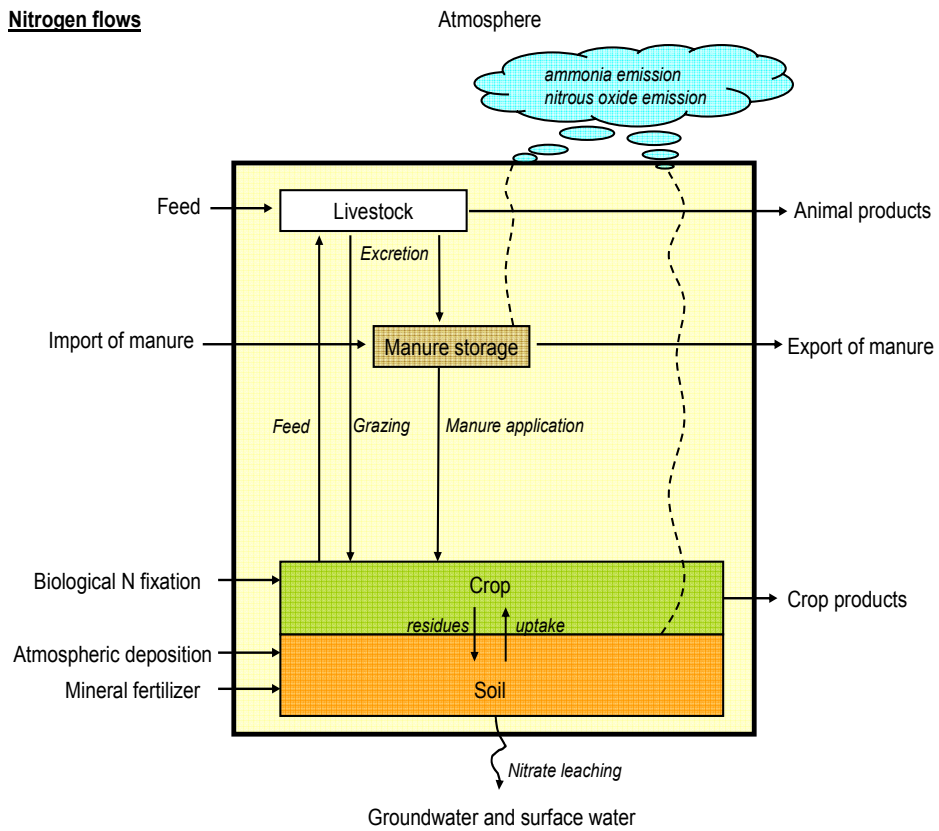 Nitrogen flows
Atmosphere
ammonia emission
nitrous oxide emission
Feed
Livestock
Animal products
Excretion
Import of manure
Manure storage
Export of manure
Feed
Grazing
Manure application
Biological N fixation
Crop
Crop products
residues
uptake
Atmospheric deposition
Mineral fertilizer
Soil
Nitrate leaching
Groundwater and surface water